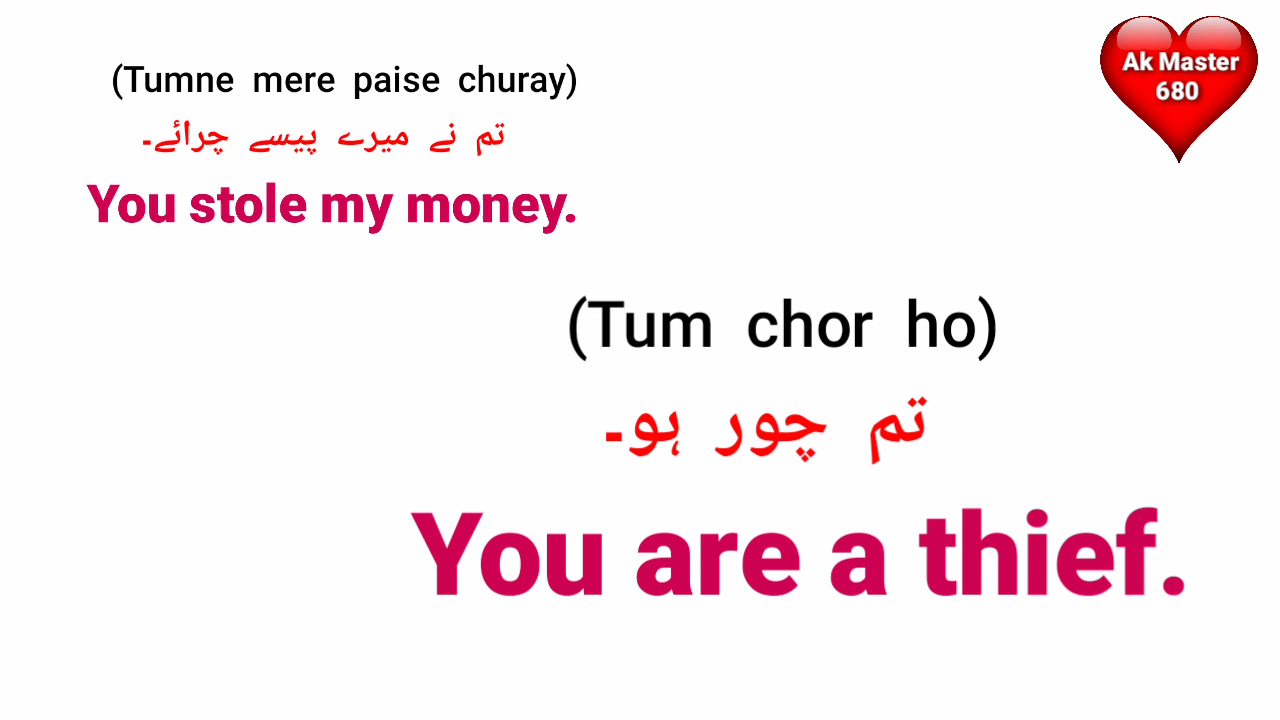 (Tumne mere paise churay)
تم نے میرے پیسے چرائے۔
You stole my money.
Ak Master
680
(Tum chor ho)
تم چور ہو۔
You are a thief.